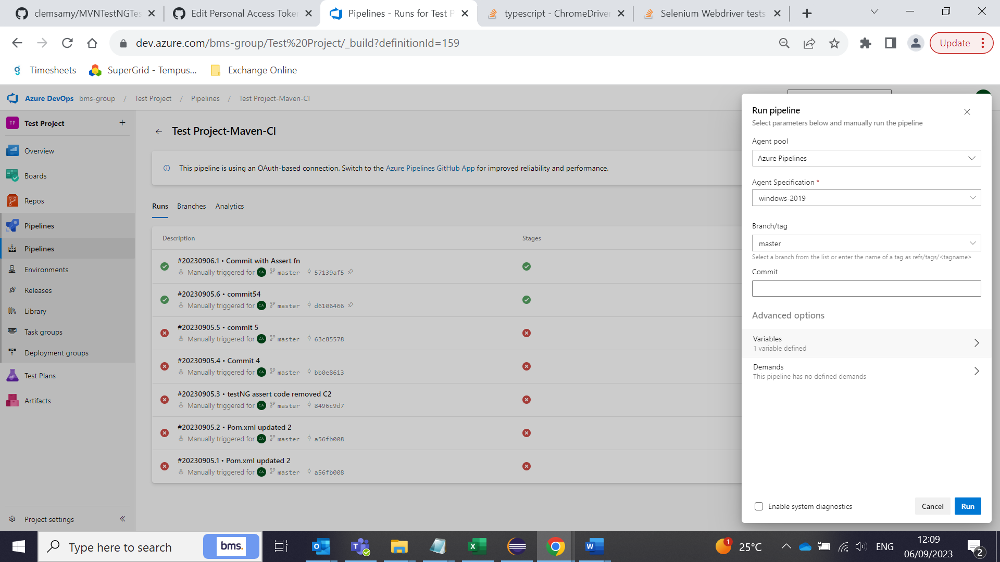 clemsamy/MVNTestNGTes
Edit Personal Access Token
Pipelines - Runs for Test P
typescript - ChromeDriver
Selenium Webdriver tests
dev.azure.com/bms-group/Test%20Project/_build?definitionId=159
Update
Timesheets
SuperGrid - Tempus...
Exchange Online
Azure DevOps bms-group / Test Project / Pipelines / Test Project-Maven-CI
TP Test Project +
Overview
Boards
Repos
Pipelines
Pipelines
Environments
Releases
Library
Task groups
Deployment groups
Test Plans
Artifacts
Project settings
Test Project-Maven-CI
This pipeline is using an OAuth-based connection. Switch to the Azure Pipelines GitHub App for improved reliability and performance.
Runs Branches Analytics
Description Stages
#20230906.1 • Commit with Assert fn
Manually triggered for CA master 57139af5
#20230905.6 • commit54
Manually triggered for CA master d6106466
#20230905.5 • commit 5
Manually triggered for CA master 63c85578
#20230905.4 • Commit 4
Manually triggered for CA master bb0e8613
#20230905.3 • testNG assert code removed C2
Manually triggered for CA master 8496c9d7
#20230905.2 • Pom.xml updated 2
Manually triggered for CA master a56fb008
#20230905.1 • Pom.xml updated 2
Manually triggered for CA master a56fb008
Run pipeline
Select parameters below and manually run the pipeline
Agent pool
Azure Pipelines
Agent Specification *
windows-2019
Branch/tag
master
Select a branch from the list or enter the name of a tag as refs/tags/<tagname>
Commit
Advanced options
Variables
1 variable defined
Demands
This pipeline has no defined demands
Enable system diagnostics
Cancel
Run
Type here to search
bms.
1
25°C
ENG
12:09
06/09/2023
2